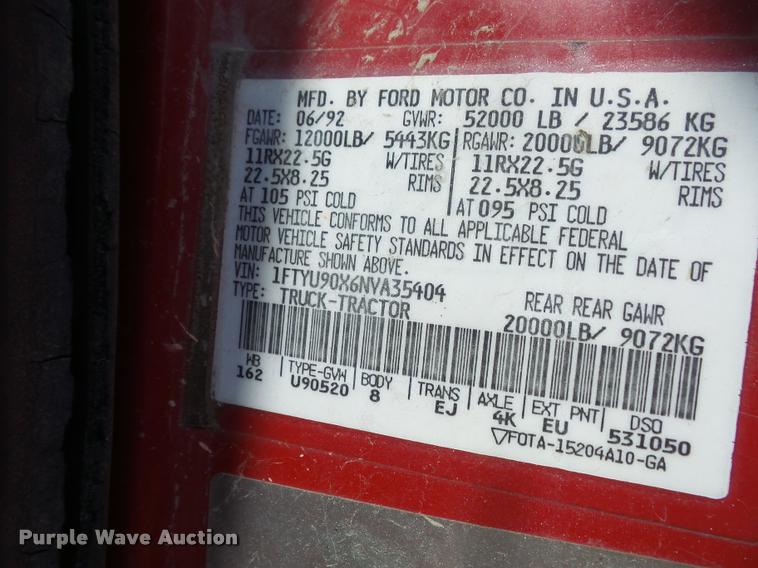 MFD. BY FORD MOTOR CO. IN U.S.A.
DATE: 06/92 GVWR: 52000 LB / 23586 KG
FGAWR: 12000LB/ 5443KG RGAWR: 20000LB/ 9072KG
11RX22.5G W/TIRES 11RX22.5G W/TIRES
22.5X8.25 RIMS 22.5X8.25 RIMS
AT 105 PSI COLD AT 095 PSI COLD
THIS VEHICLE CONFORMS TO ALL APPLICABLE FEDERAL
MOTOR VEHICLE SAFETY STANDARDS IN EFFECT ON THE DATE OF
MANUFACTURE SHOWN ABOVE.
VIN: 1FTYU90X6NVA35404 REAR REAR GAWR
TYPE: TRUCK-TRACTOR 20000LB/ 9072KG
WB TYPE-GVW BODY TRANS AXLE EXT PNT DSO
162 U90520 8 EJ 4K EU 531050
▽FOTA-15204A10-GA
Purple Wave Auction®